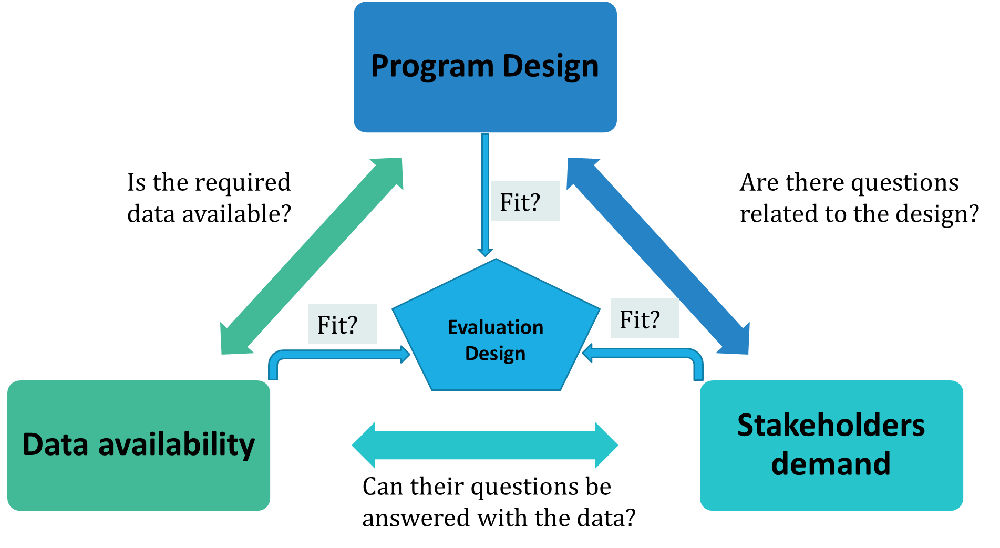 Program Design
Is the required
data available?
Fit?
Are there questions
related to the design?
Fit?
Evaluation
Design
Fit?
Data availability
Stakeholders
demand
Can their questions be
answered with the data?